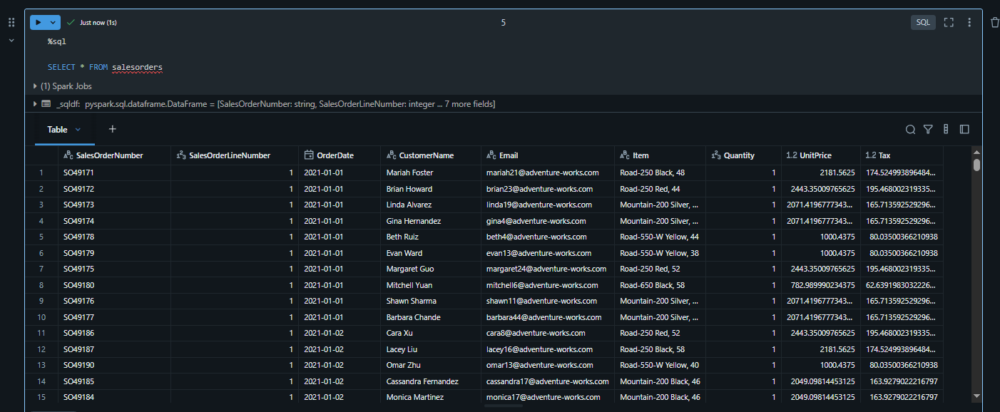 Just now (1s)
5
SQL
%sql
SELECT * FROM salesorders
(1) Spark Jobs
_sqldf: pyspark.sql.dataframe.DataFrame = [SalesOrderNumber: string, SalesOrderLineNumber: integer ... 7 more fields]
Table
ABC SalesOrderNumber 123 SalesOrderLineNumber OrderDate ABC CustomerName ABC Email ABC Item 123 Quantity 1.2 UnitPrice 1.2 Tax
1 SO49171 1 2021-01-01 Mariah Foster mariah21@adventure-works.com Road-250 Black, 48 1 2181.5625 174.524993896484...
2 SO49172 1 2021-01-01 Brian Howard brian23@adventure-works.com Road-250 Red, 44 1 2443.35009765625 195.468002319335...
3 SO49173 1 2021-01-01 Linda Alvarez linda19@adventure-works.com Mountain-200 Silver, ... 1 2071.4196777343... 165.713592529296...
4 SO49174 1 2021-01-01 Gina Hernandez gina4@adventure-works.com Mountain-200 Silver, ... 1 2071.4196777343... 165.713592529296...
5 SO49178 1 2021-01-01 Beth Ruiz beth4@adventure-works.com Road-550-W Yellow, 44 1 1000.4375 80.03500366210938
6 SO49179 1 2021-01-01 Evan Ward evan13@adventure-works.com Road-550-W Yellow, 38 1 1000.4375 80.03500366210938
7 SO49175 1 2021-01-01 Margaret Guo margaret24@adventure-works.com Road-250 Red, 52 1 2443.35009765625 195.468002319335...
8 SO49180 1 2021-01-01 Mitchell Yuan mitchell6@adventure-works.com Road-650 Black, 58 1 782.989990234375 62.6391983032226...
9 SO49176 1 2021-01-01 Shawn Sharma shawn11@adventure-works.com Mountain-200 Silver, ... 1 2071.4196777343... 165.713592529296...
10 SO49177 1 2021-01-01 Barbara Chande barbara44@adventure-works.com Mountain-200 Silver, ... 1 2071.4196777343... 165.713592529296...
11 SO49186 1 2021-01-02 Cara Xu cara8@adventure-works.com Road-250 Red, 52 1 2443.35009765625 195.468002319335...
12 SO49187 1 2021-01-02 Lacey Liu lacey16@adventure-works.com Road-250 Black, 58 1 2181.5625 174.524993896484...
13 SO49190 1 2021-01-02 Omar Zhu omar13@adventure-works.com Road-550-W Yellow, 40 1 1000.4375 80.03500366210938
14 SO49185 1 2021-01-02 Cassandra Fernandez cassandra17@adventure-works.com Mountain-200 Black, 46 1 2049.09814453125 163.9279022216797
15 SO49184 1 2021-01-02 Monica Martinez monica17@adventure-works.com Mountain-200 Black, 46 1 2049.09814453125 163.9279022216797